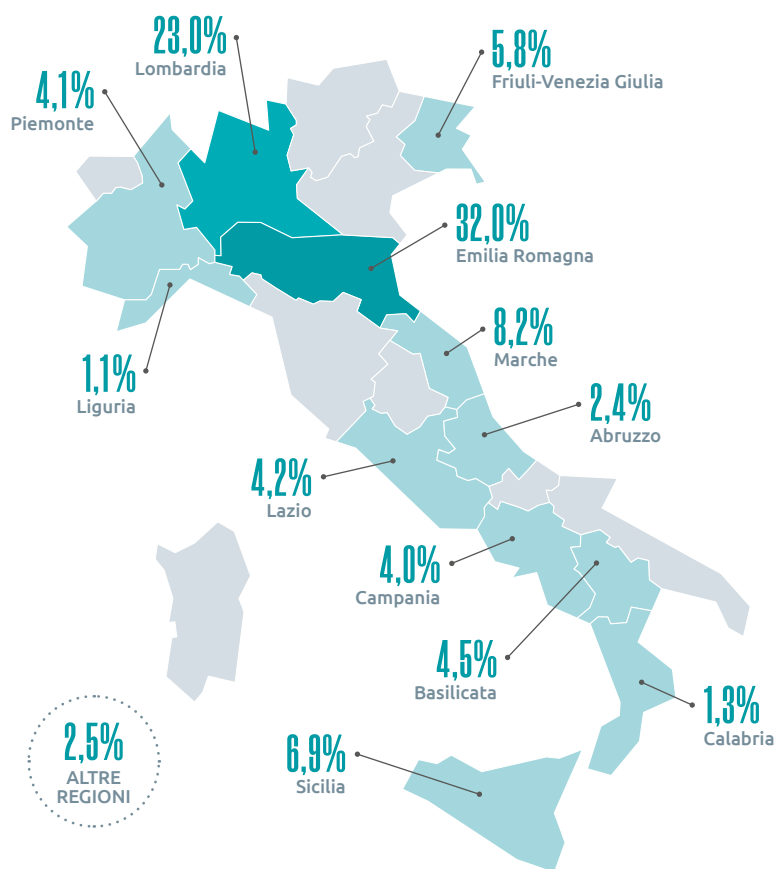 23,0%
Lombardia
5,8%
Friuli-Venezia Giulia
4,1%
Piemonte
32,0%
Emilia Romagna
8,2%
Marche
1,1%
Liguria
2,4%
Abruzzo
4,2%
Lazio
4,0%
Campania
4,5%
Basilicata
1,3%
Calabria
2,5%
ALTRE
REGIONI
6,9%
Sicilia